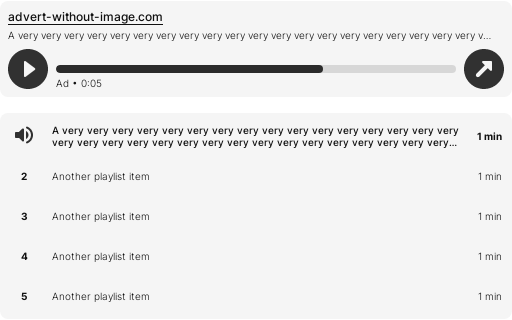 advert-without-image.com
A very very very very very very very very very very very very very very very very very very very very v...
Ad • 0:05
A very very very very very very very very very very very very very very very very
very very very very very very very very very very very very very very very very...
1 min
2 Another playlist item 1 min
3 Another playlist item 1 min
4 Another playlist item 1 min
5 Another playlist item 1 min